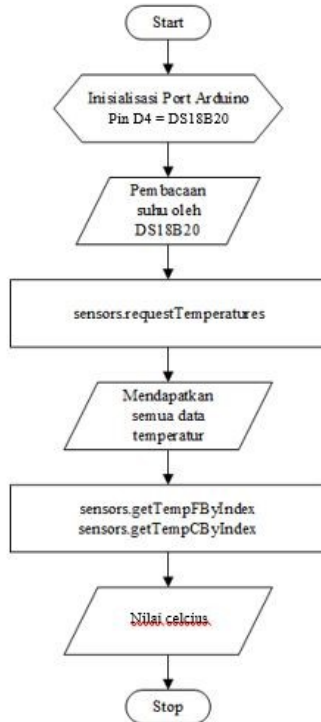 Start
Inisialisasi Port Arduino
Pin D4 = DS18B20
Pembacaan
suhu oleh
DS18B20
sensors.requestTemperatures
Mendapatkan
semua data
temperatur
sensors.getTempFByIndex
sensors.getTempCByIndex
Nilai celcius
Stop